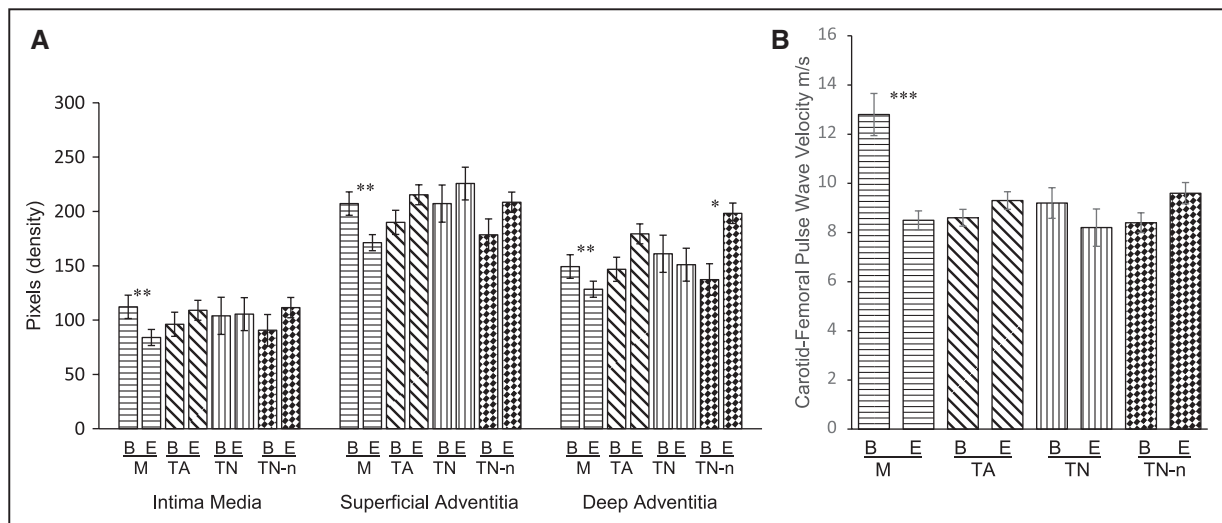 A
Pixels (density)
300
250
200
150
100
50
0
**
**
**
*
B E B E B E B E
M TA TN TN-n
Intima Media
B E B E B E B E
M TA TN TN-n
Superficial Adventitia
B E B E B E B E
M TA TN TN-n
Deep Adventitia
B
Carotid-Femoral Pulse Wave Velocity m/s
16
14
12
10
8
6
4
2
0
***
B E B E B E B E
M TA TN TN-n